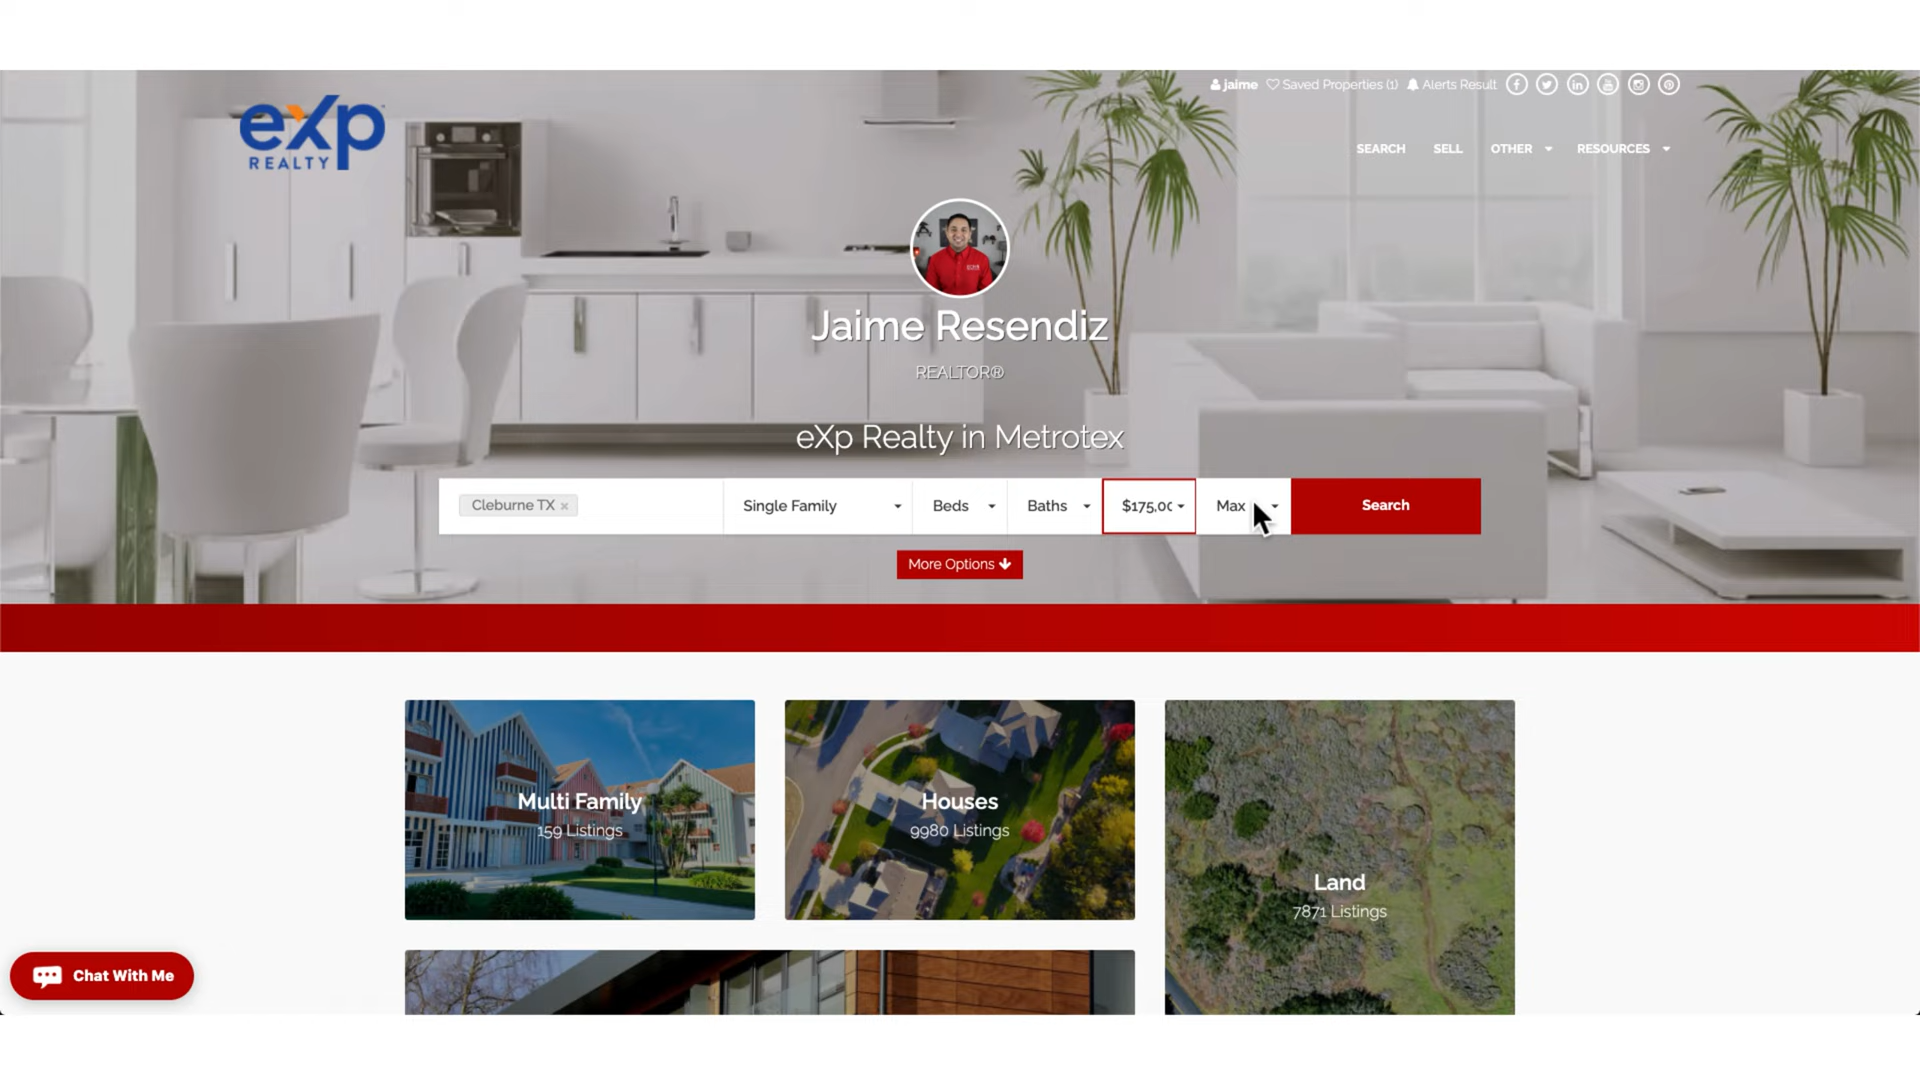 jaime Saved Properties (1) Alerts Result
exp
REALTY
SEARCH SELL OTHER RESOURCES
Jaime Resendiz
REALTOR®
eXp Realty in Metrotex
Cleburne TX × Single Family Beds Baths $175,00 Max Search
More Options
Multi Family
159 Listings
Houses
9980 Listings
Land
7871 Listings
Chat With Me